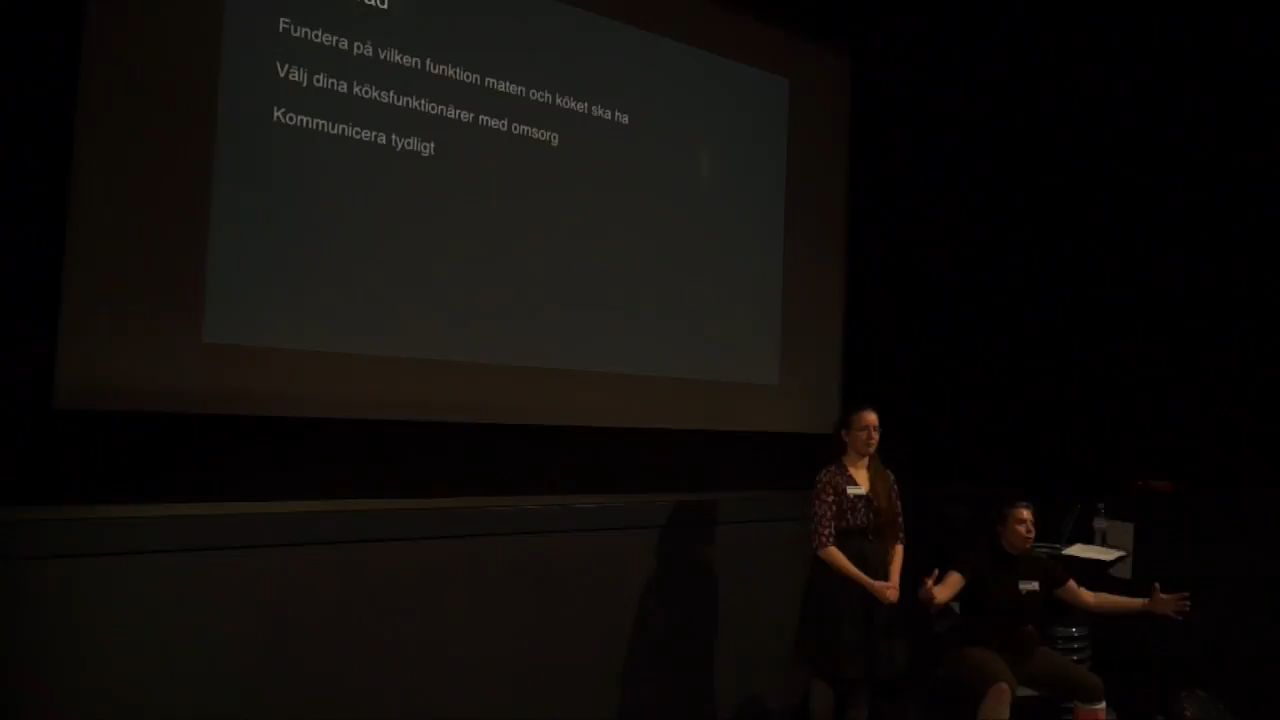 Fundera på vilken funktion maten och köket ska ha
Välj dina köksfunktionärer med omsorg
Kommunicera tydligt